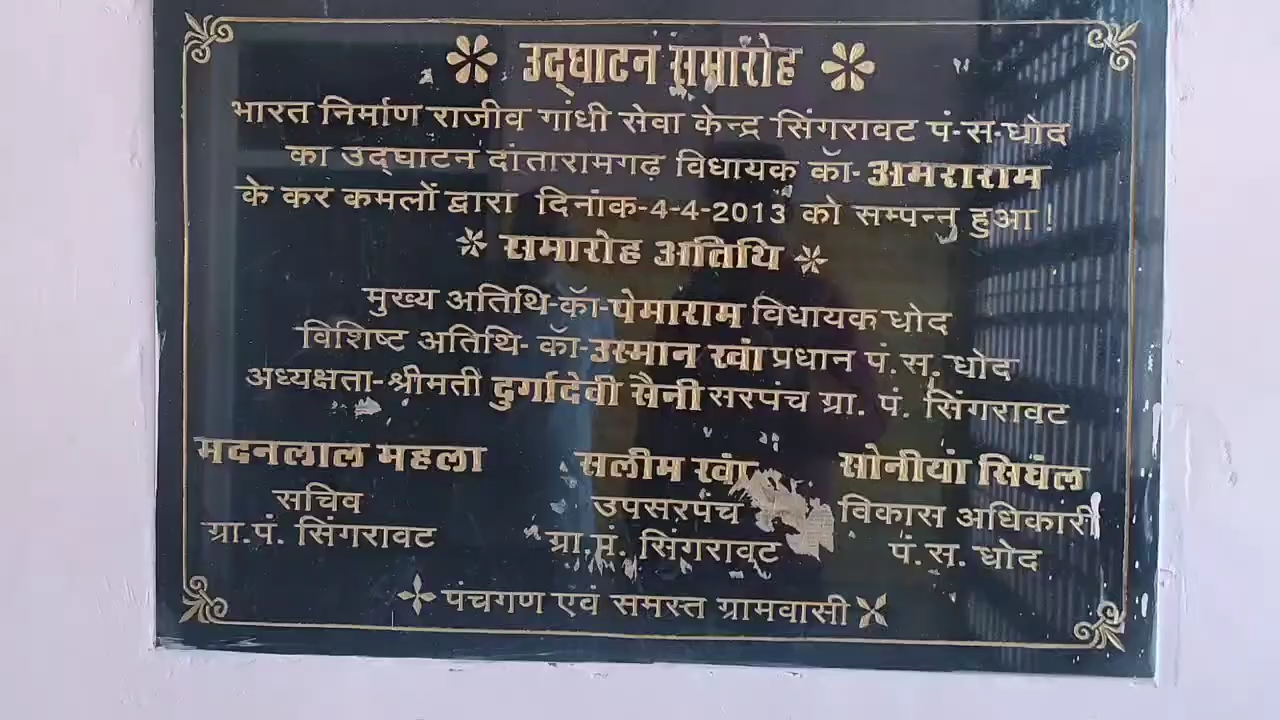 उद्घाटन समारोह
भारत निर्माण राजीव गांधी सेवा केन्द्र सिंगरावट पं-स-धोद
का उद्घाटन दांतारामगढ़ विधायक कॅा- अमराराम
के कर कमलों द्वारा दिनांक-4-4-2013 को सम्पन्न हुआ!
समारोह अतिथि
मुख्य अतिथि-कॅा-पेमाराम विधायक धोद
विशिष्ट अतिथि- कॅा-उस्मान खां प्रधान पं.स. धोद
अध्यक्षता-श्रीमती दुर्गादेवी सैनी सरपंच ग्रा. पं. सिंगरावट
मदनलाल महला सलीम खां सोनीया सिघंल
सचिव उपसरपंच विकास अधिकारी
ग्रा.पं. सिंगरावट ग्रा.पं. सिंगरावट पं.स. धोद
पंचगण एवं समस्त ग्रामवासी